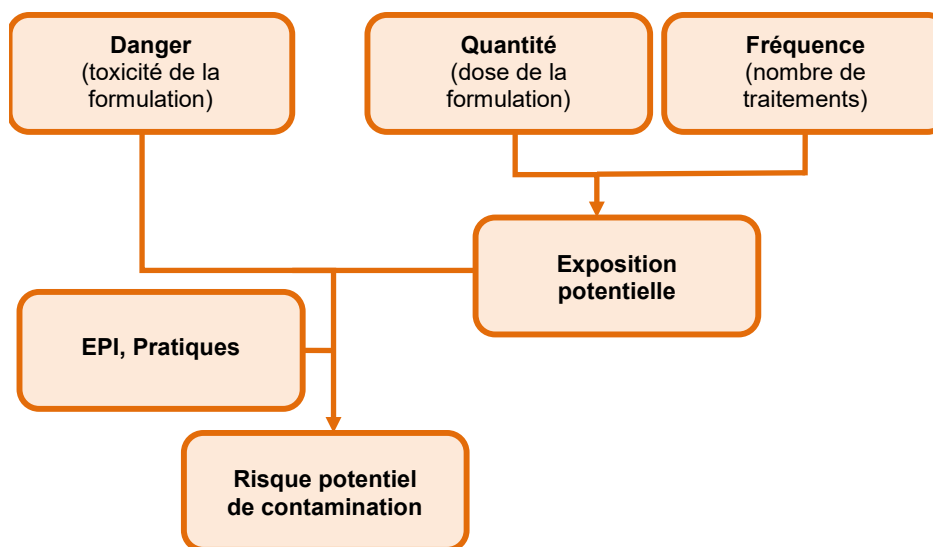 Danger
(toxicité de la
formulation)
Quantité
(dose de la
formulation)
Fréquence
(nombre de
traitements)
Exposition
potentielle
EPI, Pratiques
Risque potentiel
de contamination